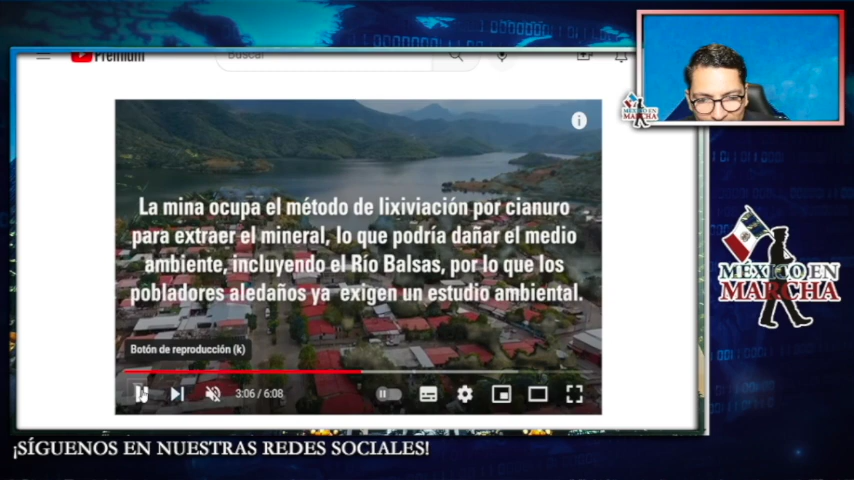 Premium
Buscar
La mina ocupa el método de lixiviación por cianuro
para extraer el mineral, lo que podría dañar el medio
ambiente, incluyendo el Río Balsas, por lo que los
pobladores aledaños ya exigen un estudio ambiental.
Botón de reproducción (k)
3:06 / 6:08
MÉXICO EN
MARCHA
MÉXICO EN
MARCHA
¡SÍGUENOS EN NUESTRAS REDES SOCIALES!